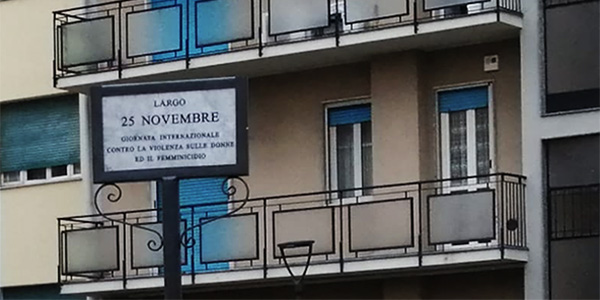 LARGO
25 NOVEMBRE
GIORNATA INTERNAZIONALE
CONTRO LA VIOLENZA SULLE DONNE
ED IL FEMMINICIDIO